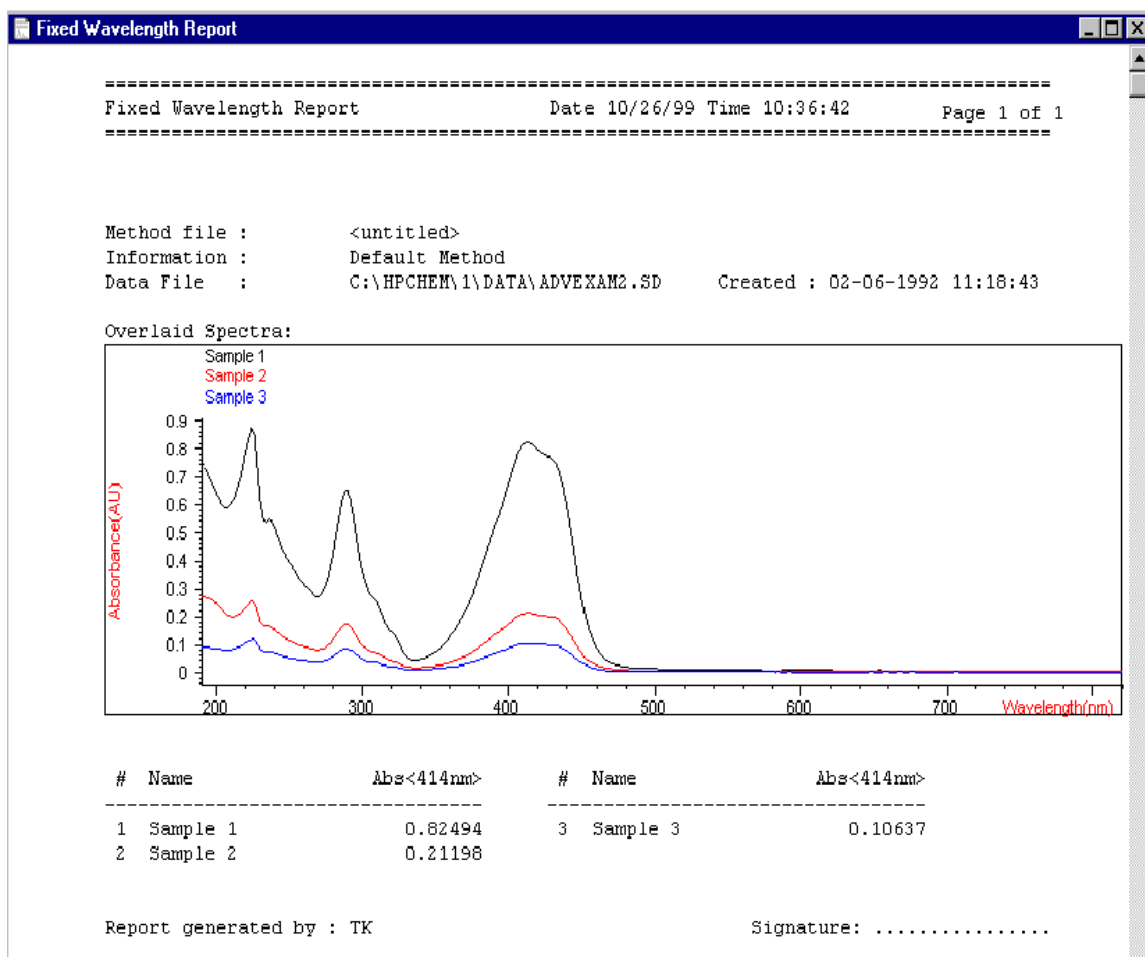 Fixed Wavelength Report
================================================================================
Fixed Wavelength Report Date 10/26/99 Time 10:36:42 Page 1 of 1
================================================================================
Method file : <untitled>
Information : Default Method
Data File : C:\HPCHEM\1\DATA\ADVEXAM2.SD Created : 02-06-1992 11:18:43
Overlaid Spectra:
Sample 1
Sample 2
Sample 3
0.9
0.8
0.7
0.6
0.5
0.4
0.3
0.2
0.1
0
Absorbance(AU)
200 300 400 500 600 700 Wavelength(nm)
# Name Abs<414nm> # Name Abs<414nm>
1 Sample 1 0.82494 3 Sample 3 0.10637
2 Sample 2 0.21198
Report generated by : TK Signature: ................